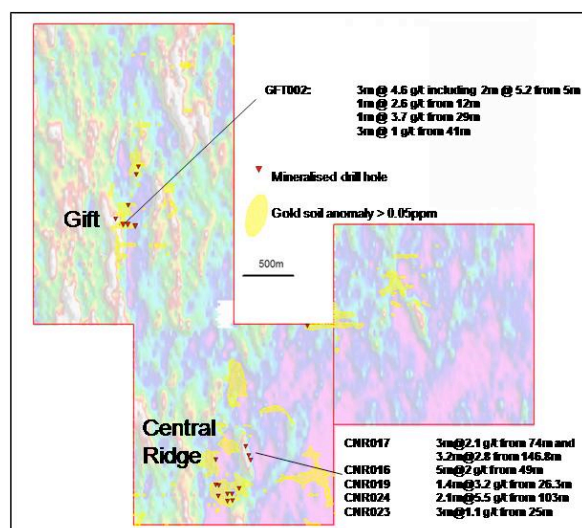 GFT002: 3m @ 4.6 g/t including 2m @ 5.2 from 5m
1m @ 2.6 g/t from 12m
1m @ 3.7 g/t from 29m
3m @ 1 g/t from 41m
Mineralised drill hole
Gold soil anomaly > 0.05ppm
Gift
500m
Central
Ridge
CNR017 3m@2.1 g/t from 74m and
3.2m@2.8 from 146.8m
CNR016 5m@2 g/t from 49m
CNR019 1.4m@3.2 g/t from 26.3m
CNR024 2.1m@5.5 g/t from 103m
CNR023 3m@1.1 g/t from 25m